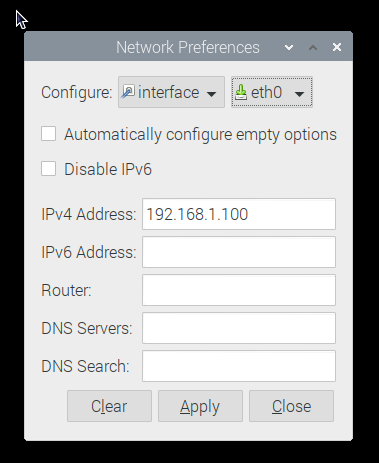 Network Preferences
Configure: interface eth0
Automatically configure empty options
Disable IPv6
IPv4 Address: 192.168.1.100
IPv6 Address:
Router:
DNS Servers:
DNS Search:
Clear Apply Close